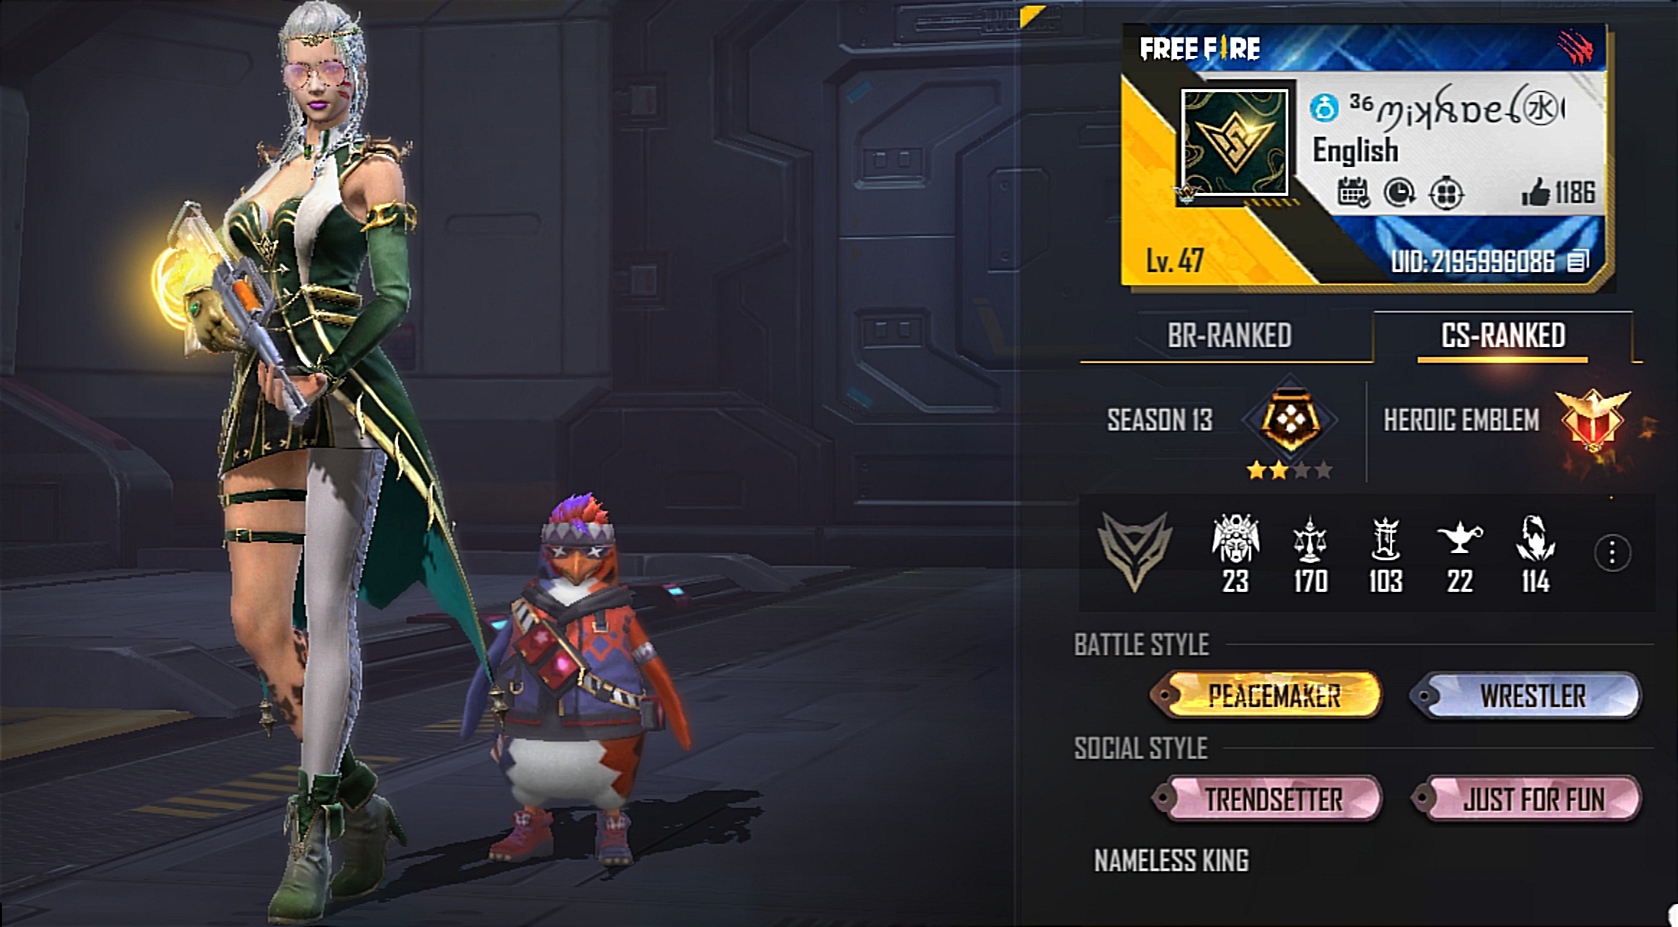 FREE FIRE
English
1186
Lv. 47
UID: 2195996086
BR-RANKED
CS-RANKED
SEASON 13
HEROIC EMBLEM
23
170
103
22
114
BATTLE STYLE
PEACEMAKER
WRESTLER
SOCIAL STYLE
TRENDSETTER
JUST FOR FUN
NAMELESS KING